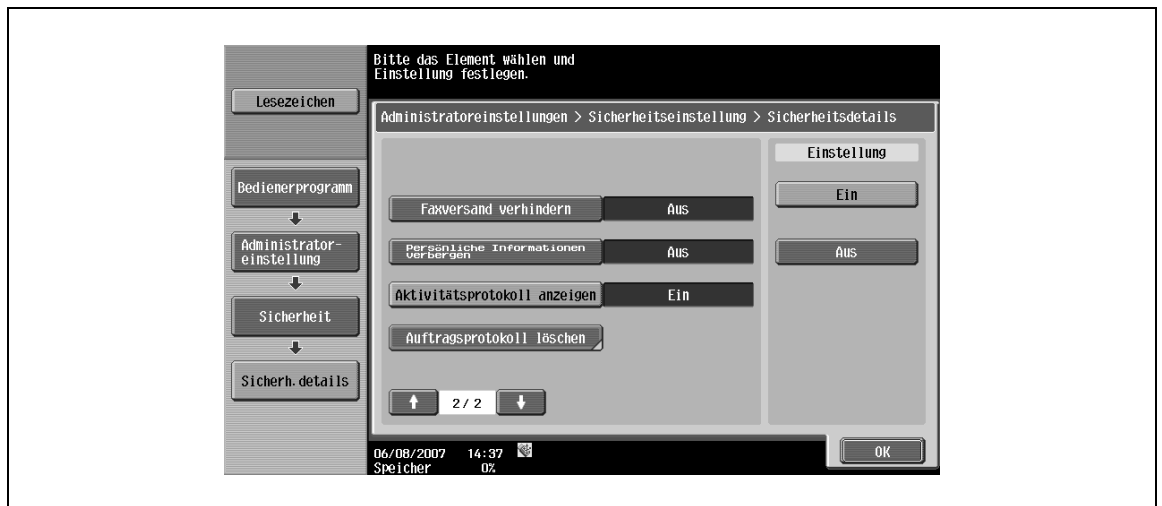 Bitte das Element wählen und
Einstellung festlegen.
Lesezeichen
Administratoreinstellungen > Sicherheitseinstellung > Sicherheitsdetails
Bedienerprogramm
Administrator-
einstellung
Sicherheit
Sicherh.details
Faxversand verhindern Aus
Persönliche Informationen
verbergen Aus
Aktivitätsprotokoll anzeigen Ein
Auftragsprotokoll löschen
2/2
Einstellung
Ein
Aus
06/08/2007 14:37
Speicher 0%
OK